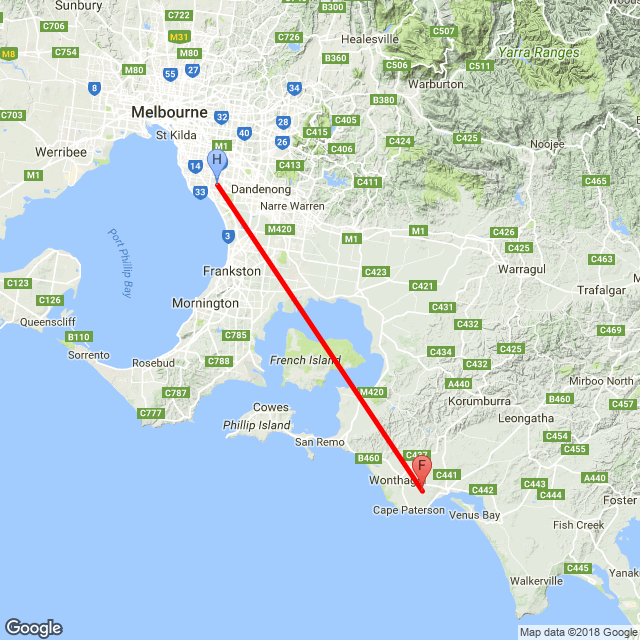 Sunbury
C722
B300
C505
C707
C706
M31
C726
Healesville
C507
Yarra Ranges
M8
C754
M80
M80
B360
C506
C511
55
27
Warburton
8
34
B380
Melbourne
32
C703
28
C405
St Kilda
40
C415
C424
C425
Noojee
26
C406
Werribee
M1
H
14
C413
M1
C411
C465
33
Dandenong
Narre Warren
Port Phillip Bay
3
M420
M1
M1
C426
C425
C463
Frankston
C423
Warragul
C123
C421
Trafalgar
C126
Mornington
C431
Queenscliff
C432
C469
B110
C785
Sorrento
C434
C425
Rosebud
C788
French Island
C432
Mirboo North
A440
C787
M420
B460
Korumburra
C457
Cowes
C777
Leongatha
Phillip Island
C454
San Remo
C455
B460
C437
F
C441
A440
Wonthaggi
C443
C442
C444
Foster
Cape Paterson
Venus Bay
Fish Creek
C445
Yanakie
Walkerville
Google
Map data ©2018 Google